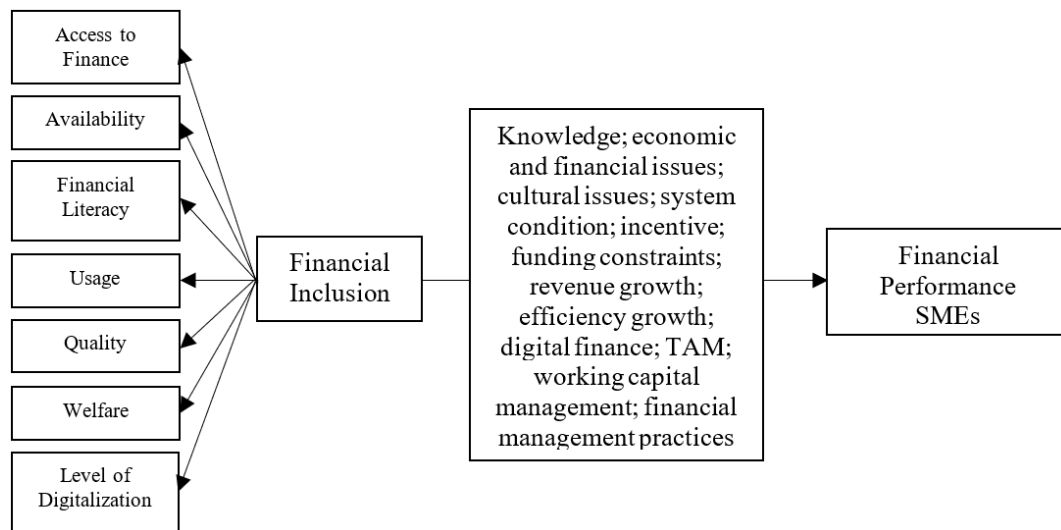 Access to
Finance
Availability
Financial
Literacy
Usage
Quality
Welfare
Level of
Digitalization
Financial
Inclusion
Knowledge; economic
and financial issues;
cultural issues; system
condition; incentive;
funding constraints;
revenue growth;
efficiency growth;
digital finance; TAM;
working capital
management; financial
management practices
Financial
Performance
SMEs